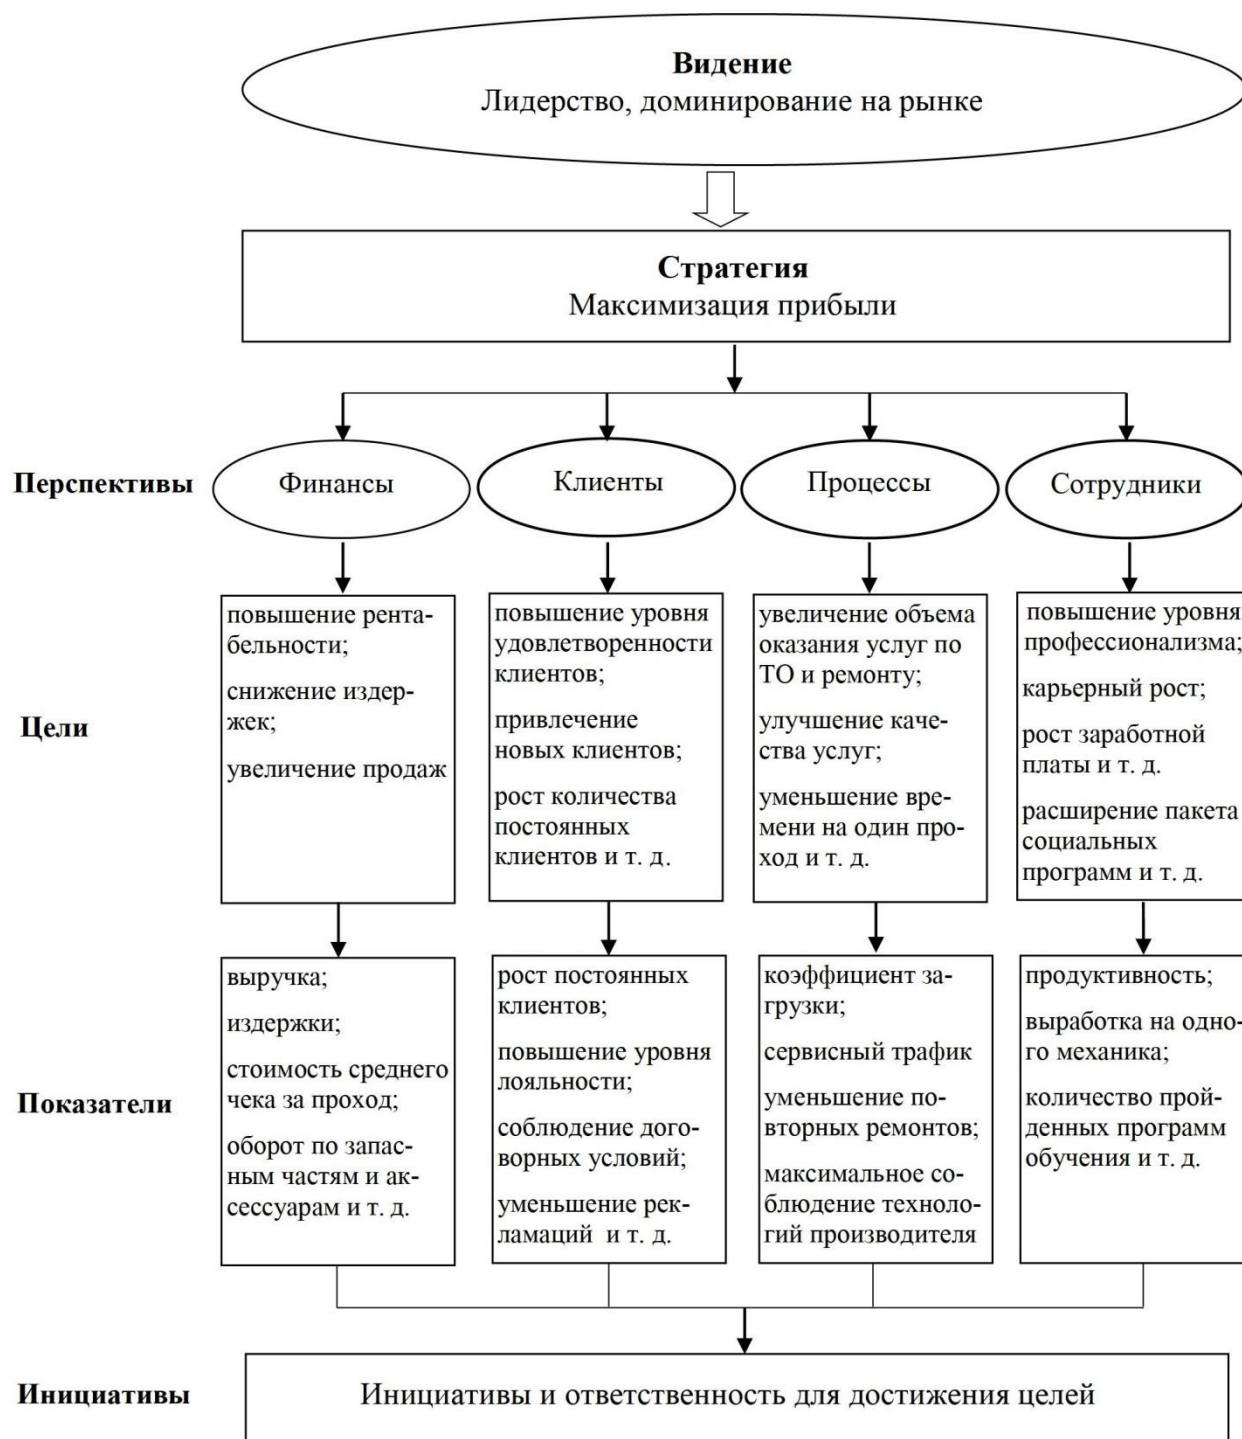 Видение
Лидерство, доминирование на рынке
Стратегия
Максимизация прибыли
Перспективы
Финансы
Клиенты
Процессы
Сотрудники
Цели
повышение рента-
бельности;
снижение издер-
жек;
увеличение продаж
повышение уровня
удовлетворенности
клиентов;
привлечение
новых клиентов;
рост количества
постоянных
клиентов и т. д.
увеличение объема
оказания услуг по
ТО и ремонту;
улучшение каче-
ства услуг;
уменьшение вре-
мени на один про-
ход и т. д.
повышение уровня
профессионализма;
карьерный рост;
рост заработной
платы и т. д.
расширение пакета
социальных
программ и т. д.
Показатели
выручка;
издержки;
стоимость среднего
чека за проход;
оборот по запас-
ным частям и ак-
сессуарам и т. д.
рост постоянных
клиентов;
повышение уровня
лояльности;
соблюдение дого-
ворных условий;
уменьшение рек-
ламаций и т. д.
коэффициент за-
грузки;
сервисный трафик
уменьшение по-
вторных ремонтов;
максимальное со-
блюдение техноло-
гий производителя
продуктивность;
выработка на одно-
го механика;
количество прой-
денных программ
обучения и т. д.
Инициативы
Инициативы и ответственность для достижения целей